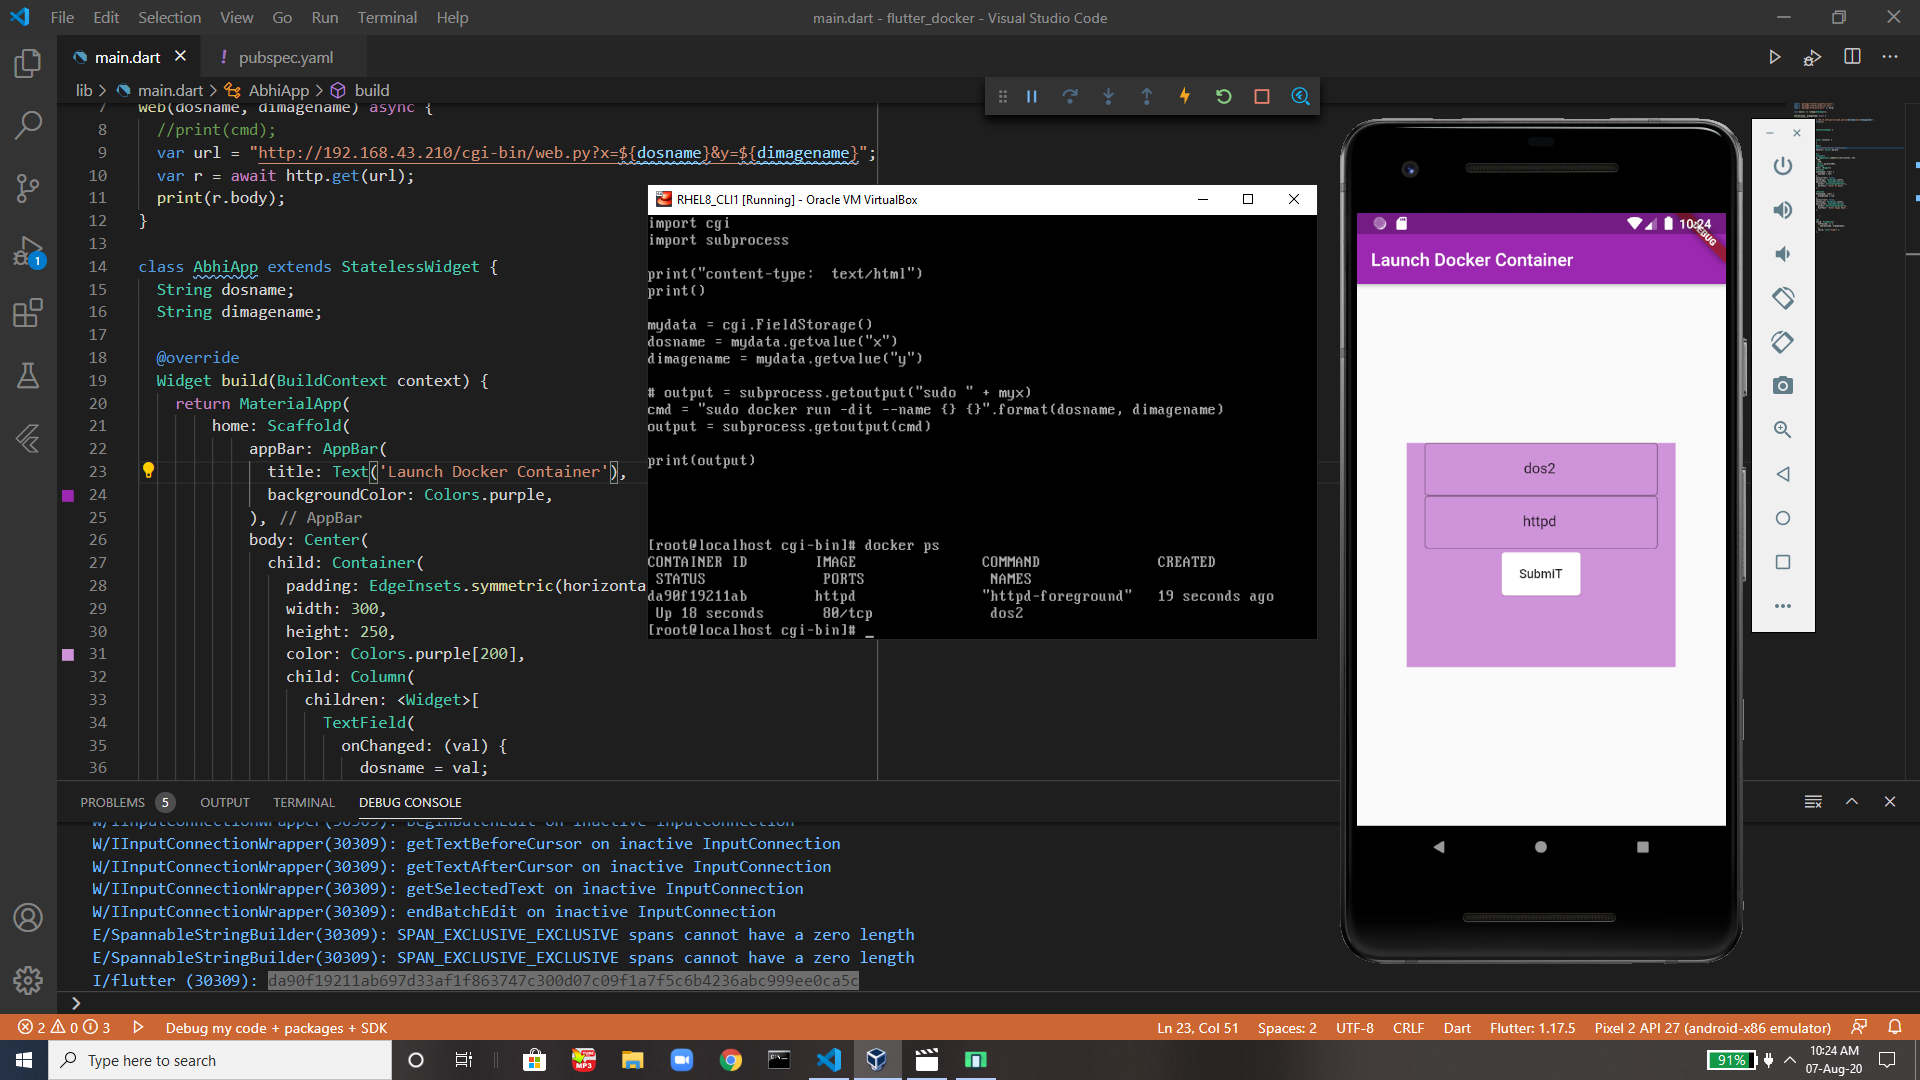 File Edit Selection View Go Run Terminal Help
main.dart - flutter_docker - Visual Studio Code
main.dart
! pubspec.yaml
lib > main.dart > AbhiApp > build
7 web(dosname, dimagename) async {
8 //print(cmd);
9 var url = "http://192.168.43.210/cgi-bin/web.py?x=${dosname}&y=${dimagename}";
10 var r = await http.get(url);
11 print(r.body);
12 }
13
14 class AbhiApp extends StatelessWidget {
15 String dosname;
16 String dimagename;
17
18 @override
19 Widget build(BuildContext context) {
20 return MaterialApp(
21 home: Scaffold(
22 appBar: AppBar(
23 title: Text('Launch Docker Container'),
24 backgroundColor: Colors.purple,
25 ), // AppBar
26 body: Center(
27 child: Container(
28 padding: EdgeInsets.symmetric(horizonta
29 width: 300,
30 height: 250,
31 color: Colors.purple[200],
32 child: Column(
33 children: <Widget>[
34 TextField(
35 onChanged: (val) {
36 dosname = val;
1
RHEL8_CLI1 [Running] - Oracle VM VirtualBox
import cgi
import subprocess
print("content-type:  text/html")
print()
mydata = cgi.FieldStorage()
dosname = mydata.getvalue("x")
dimagename = mydata.getvalue("y")
# output = subprocess.getoutput("sudo " + myx)
cmd = "sudo docker run -dit --name {} {}".format(dosname, dimagename)
output = subprocess.getoutput(cmd)
print(output)
[root@localhost cgi-bin]# docker ps
CONTAINER ID IMAGE COMMAND CREATED
STATUS PORTS NAMES
da90f19211ab httpd "httpd-foreground" 19 seconds ago
Up 18 seconds 80/tcp dos2
[root@localhost cgi-bin]# _
10:24
DEBUG
Launch Docker Container
dos2
httpd
SubmIT
PROBLEMS 5 OUTPUT TERMINAL DEBUG CONSOLE
W/IInputConnectionWrapper(30309): beginBatchEdit on inactive InputConnection
W/IInputConnectionWrapper(30309): getTextBeforeCursor on inactive InputConnection
W/IInputConnectionWrapper(30309): getTextAfterCursor on inactive InputConnection
W/IInputConnectionWrapper(30309): getSelectedText on inactive InputConnection
W/IInputConnectionWrapper(30309): endBatchEdit on inactive InputConnection
E/SpannableStringBuilder(30309): SPAN_EXCLUSIVE_EXCLUSIVE spans cannot have a zero length
E/SpannableStringBuilder(30309): SPAN_EXCLUSIVE_EXCLUSIVE spans cannot have a zero length
I/flutter (30309): da90f19211ab697d33af1f863747c300d07c09f1a7f5c6b4236abc999ee0ca5c
2 0 3 Debug my code + packages + SDK
Ln 23, Col 51 Spaces: 2 UTF-8 CRLF Dart Flutter: 1.17.5 Pixel 2 API 27 (android-x86 emulator)
Type here to search
MP3
91%
10:24 AM
07-Aug-20